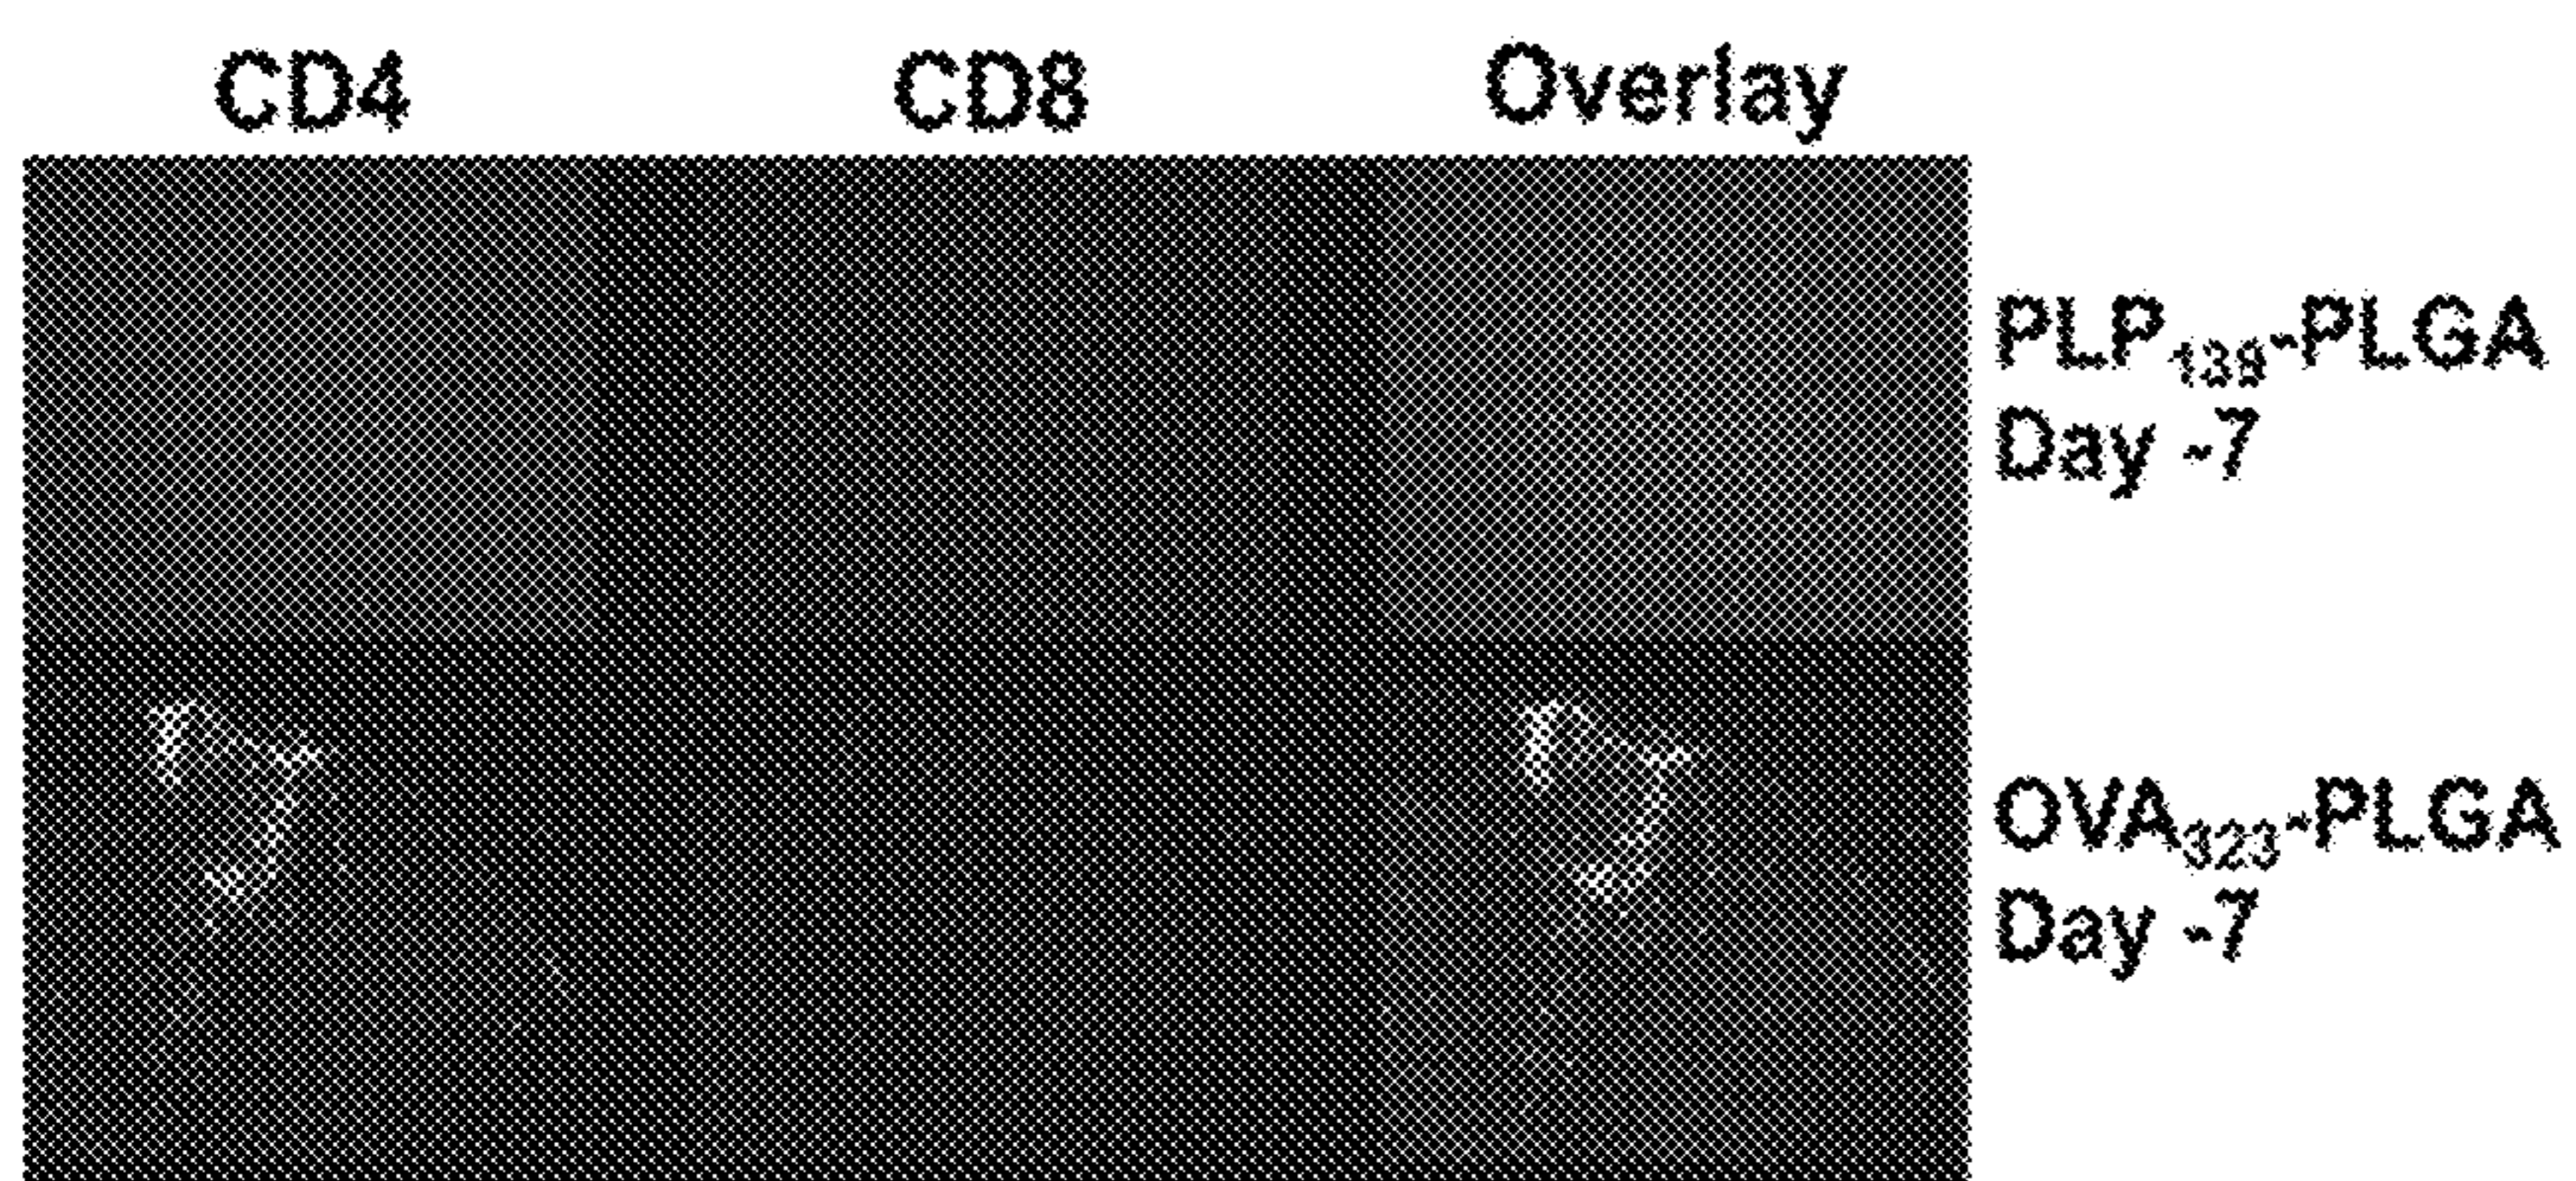 CD4 CD8 Overlay
PLP₁₃₉-PLGA
Day -7
OVA₃₂₃-PLGA
Day -7